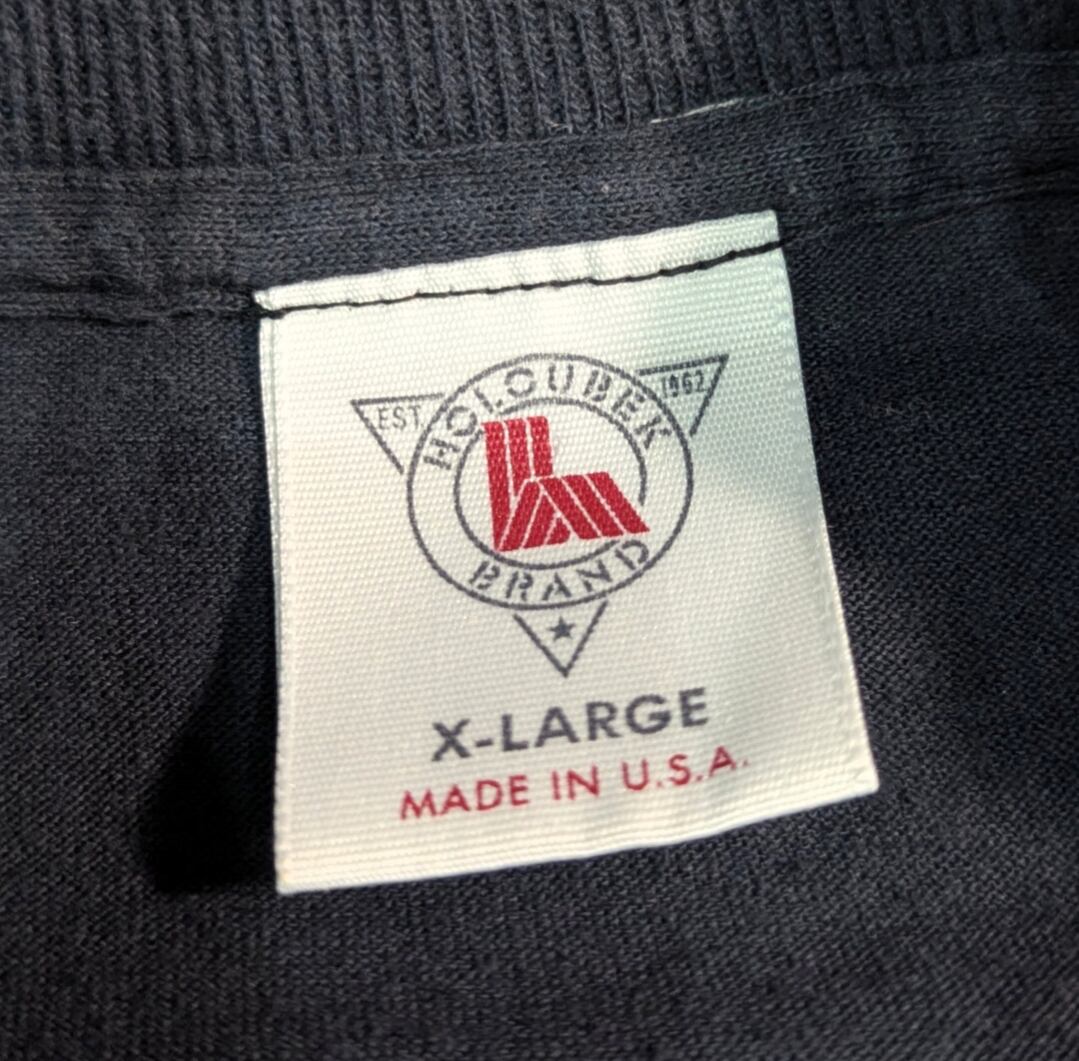 EST. 1962
HOLOUBEK
BRAND
X-LARGE
MADE IN U.S.A.